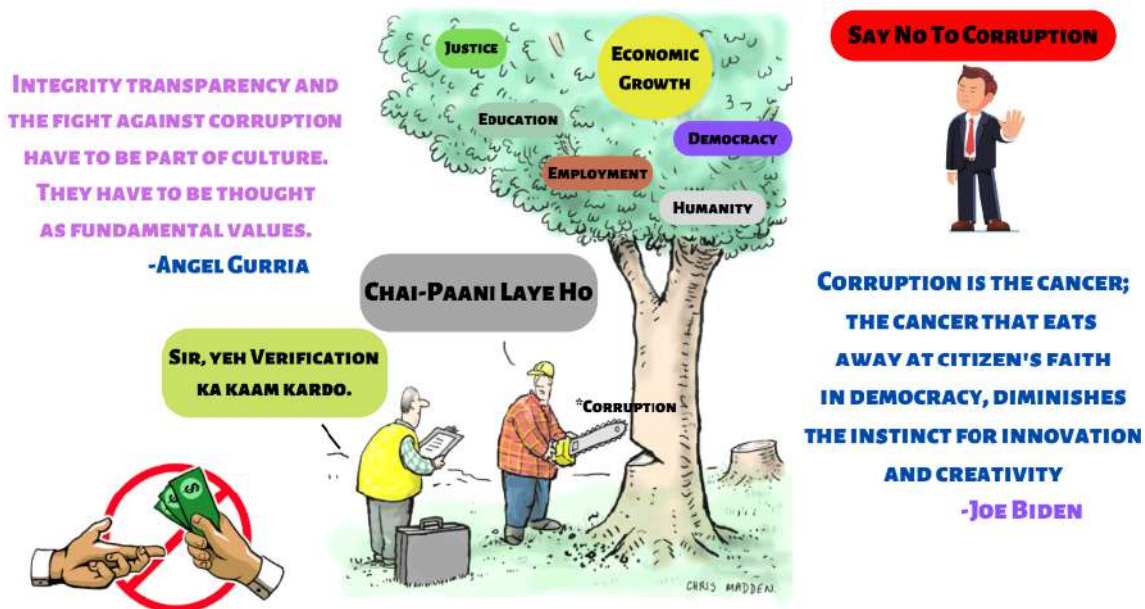 INTEGRITY TRANSPARENCY AND
THE FIGHT AGAINST CORRUPTION
HAVE TO BE PART OF CULTURE.
THEY HAVE TO BE THOUGHT
AS FUNDAMENTAL VALUES.
-ANGEL GURRIA
JUSTICE
ECONOMIC
GROWTH
EDUCATION
DEMOCRACY
EMPLOYMENT
HUMANITY
CHAI-PAANI LAYE HO
SIR, YEH VERIFICATION
KA KAAM KARDO.
*CORRUPTION
CHRIS MADDEN.
SAY NO TO CORRUPTION
CORRUPTION IS THE CANCER;
THE CANCER THAT EATS
AWAY AT CITIZEN'S FAITH
IN DEMOCRACY, DIMINISHES
THE INSTINCT FOR INNOVATION
AND CREATIVITY
-JOE BIDEN